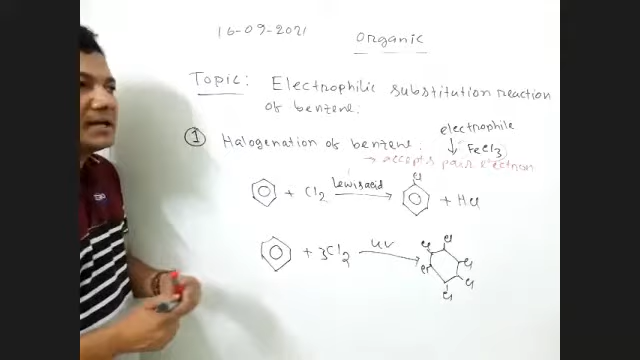 16-09-2021
Organic
Topic: Electrophilic substitution reaction
of benzene:
① Halogenation of benzene:
electrophile
↓ FeCl3
→ accepts pair electron
+ Cl2 Lewis acid → Cl + HCl
+ 3Cl2 UV → Cl Cl Cl Cl Cl Cl